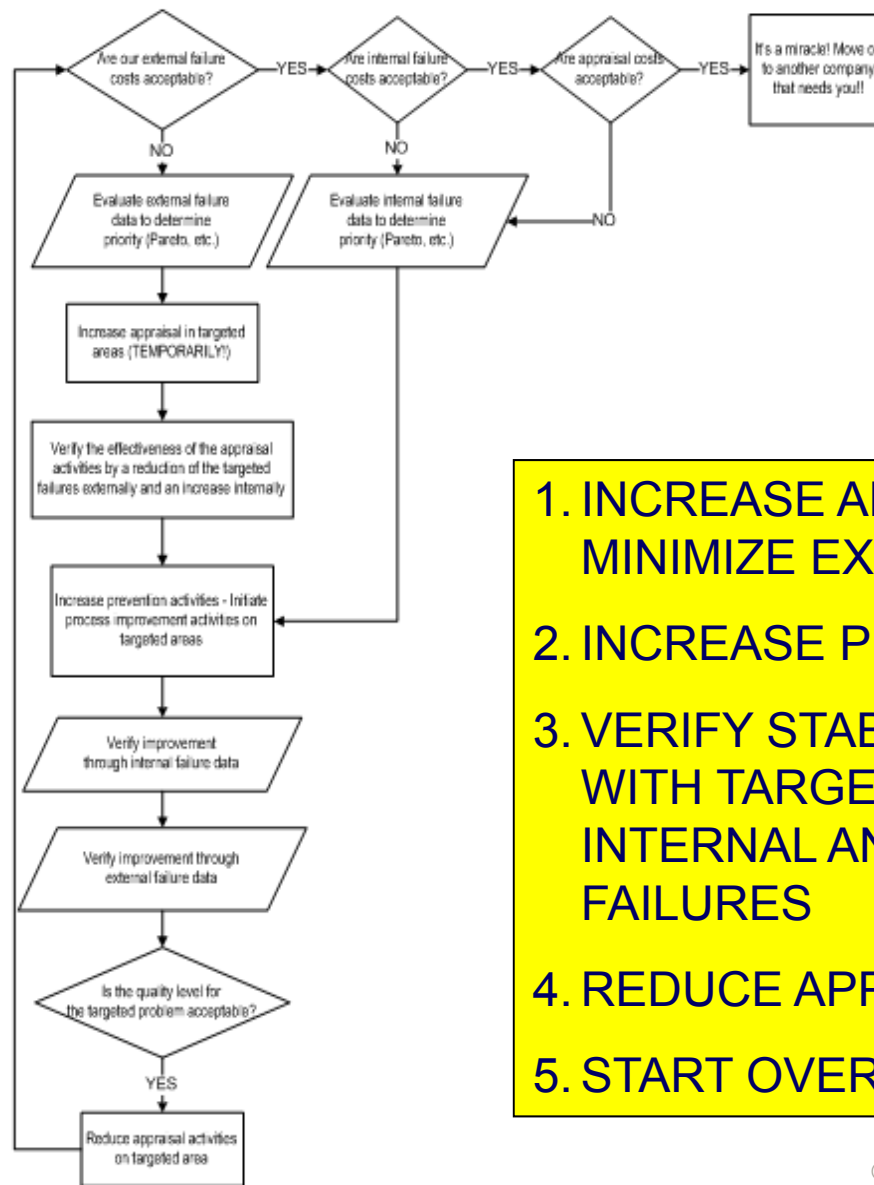 Are our external failure
costs acceptable?
YES
Are internal failure
costs acceptable?
YES
Are appraisal costs
acceptable?
YES
It's a miracle! Move
to another company
that needs you!!
NO
NO
NO
Evaluate external failure
data to determine
priority (Pareto, etc.)
Evaluate internal failure
data to determine
priority (Pareto, etc.)
Increase appraisal in targeted
areas (TEMPORARILY!)
Verify the effectiveness of the appraisal
activities by a reduction of the targeted
failures externally and an increase internally
Increase prevention activities - Initiate
process improvement activities on
targeted areas
Verify improvement
through internal failure data
Verify improvement through
external failure data
Is the quality level for
the targeted problem acceptable?
YES
Reduce appraisal activities
on targeted area
1. INCREASE
MINIMIZE
2. INCREASE
3. VERIFY
WITH
INTERNAL
FAILURES
4. REDUCE
5. START OVER